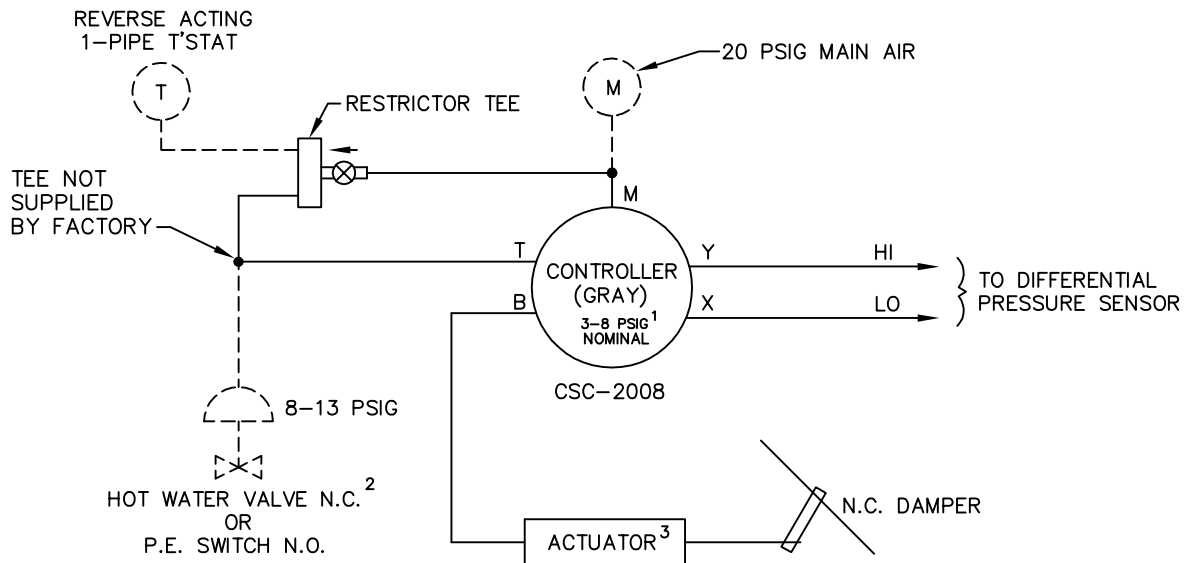 REVERSE ACTING
1-PIPE T'STAT
T
RESTRICTOR TEE
20 PSIG MAIN AIR
M
TEE NOT
SUPPLIED
BY FACTORY
M
T
B
CONTROLLER
(GRAY)
3-8 PSIG1
NOMINAL
Y
X
HI
LO
TO DIFFERENTIAL
PRESSURE SENSOR
CSC-2008
8-13 PSIG
HOT WATER VALVE N.C.2
OR
P.E. SWITCH N.O.
ACTUATOR3
N.C. DAMPER